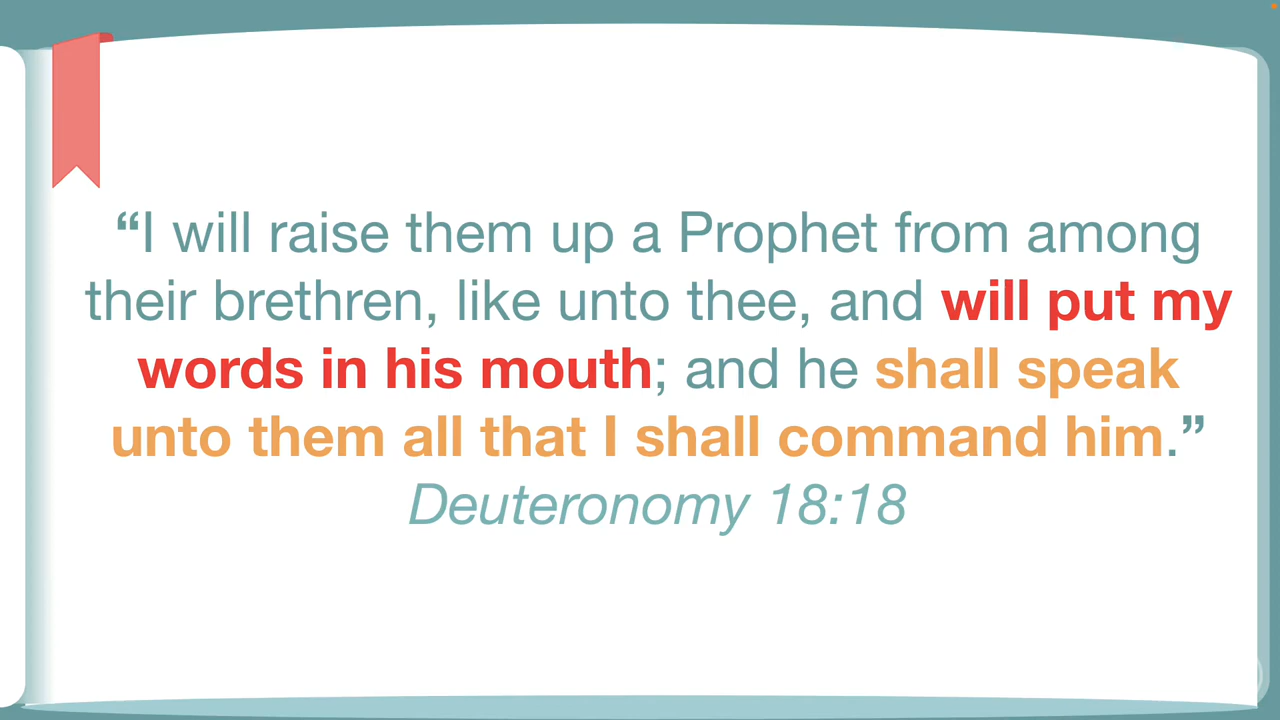 “I will raise them up a Prophet from among
their brethren, like unto thee, and will put my
words in his mouth; and he shall speak
unto them all that I shall command him.”
Deuteronomy 18:18